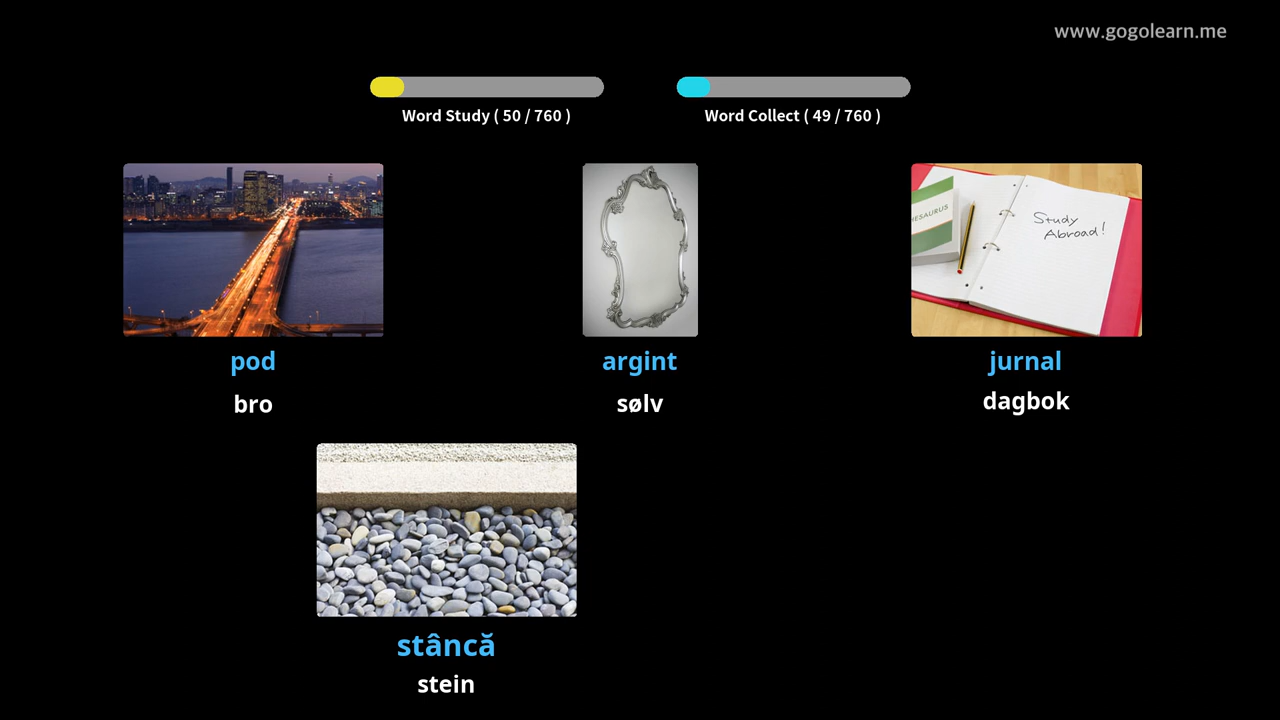 www.gogolearn.me
Word Study ( 50 / 760 )
Word Collect ( 49 / 760 )
ESAURUS
Study
Abroad!
pod
argint
jurnal
bro
sølv
dagbok
stâncă
stein